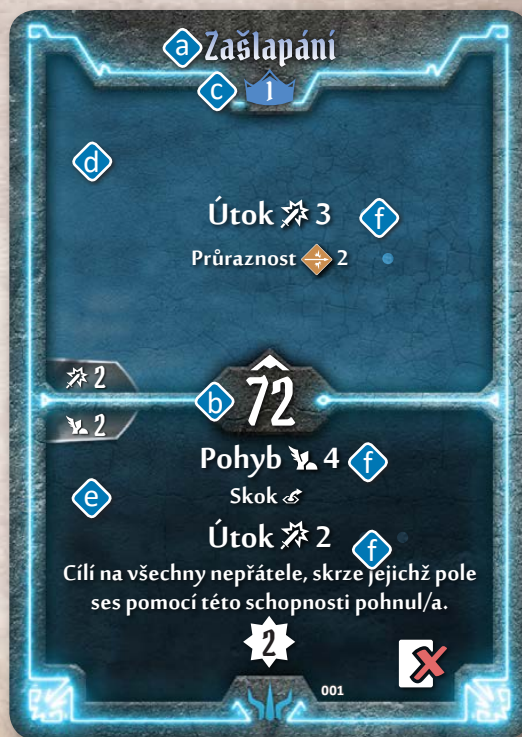 a Zašlapání
c 1
d
Útok 3 f
Průraznost 2
2
b 72
2
Pohyb 4 f
e
Skok
Útok 2 f
Cílí na všechny nepřátele, skrze jejichž pole
ses pomocí této schopnosti pohnul/a.
2
001